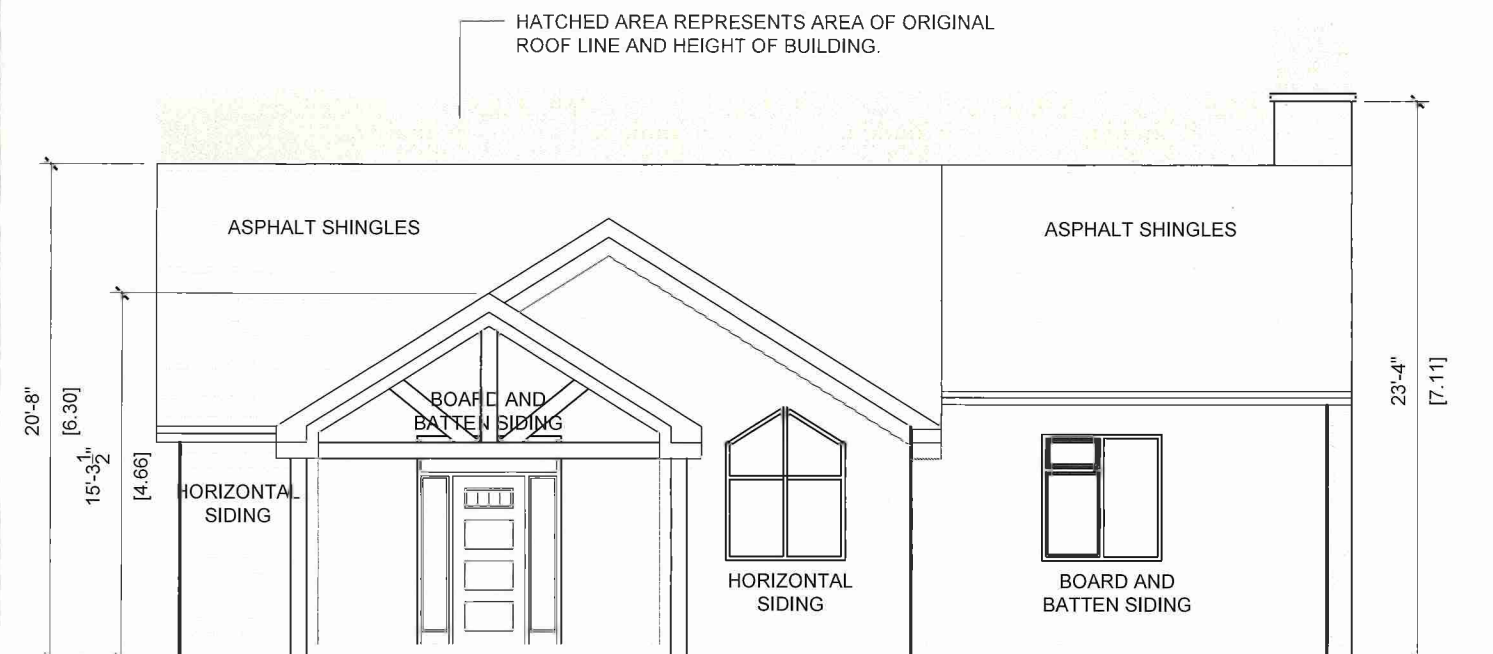 HATCHED AREA REPRESENTS AREA OF ORIGINAL
ROOF LINE AND HEIGHT OF BUILDING.
ASPHALT SHINGLES
ASPHALT SHINGLES
20'-8"
[6.30]
15'-3 1/2"
[4.66]
23'-4"
[7.11]
BOARD AND
BATTEN SIDING
HORIZONTAL
SIDING
HORIZONTAL
SIDING
BOARD AND
BATTEN SIDING